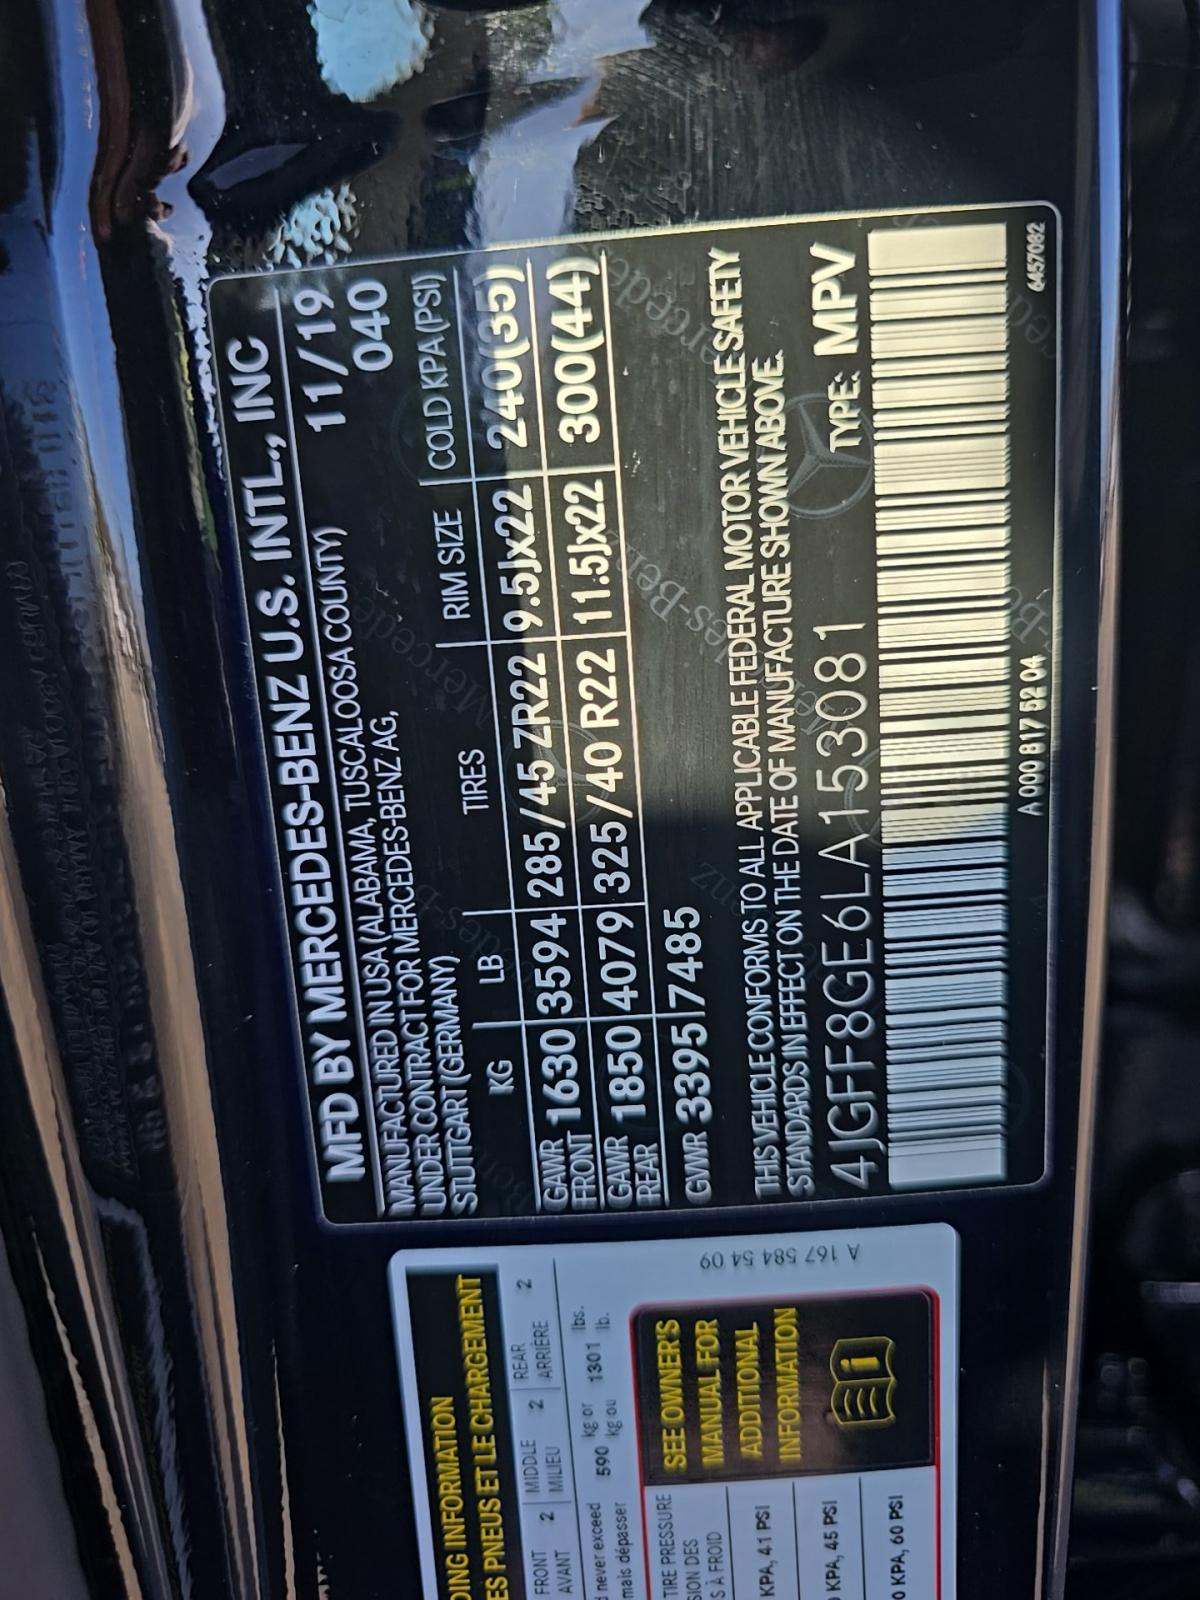 MFD BY MERCEDES-BENZ U.S. INTL., INC
MANUFACTURED IN USA (ALABAMA, TUSCALOOSA COUNTY) 11/19
UNDER CONTRACT FOR MERCEDES-BENZ AG, 040
STUTTGART (GERMANY)
KG LB TIRES RIM SIZE COLD KPA (PSI)
GAWR FRONT 1630 3594 285/45 ZR22 9.5Jx22 240(35)
GAWR REAR 1850 4079 325/40 R22 11.5Jx22 300(44)
GVWR 3395 7485
THIS VEHICLE CONFORMS TO ALL APPLICABLE FEDERAL MOTOR VEHICLE SAFETY
STANDARDS IN EFFECT ON THE DATE OF MANUFACTURE SHOWN ABOVE.
4JGFF8GE6LA153081 TYPE: MPV
A 000 817 52 04
6457082
INFORMATION
PNEUS ET LE CHARGEMENT
FRONT 2 MIDDLE 2 REAR 2
AVANT MILIEU ARRIÈRE
never exceed 590 kg or 1301 lbs.
mais dépasser kg ou lb.
TIRE PRESSURE
DES
À FROID
KPA, 41 PSI
KPA, 45 PSI
KPA, 60 PSI
SEE OWNER'S
MANUAL FOR
ADDITIONAL
INFORMATION
A 167 584 54 09